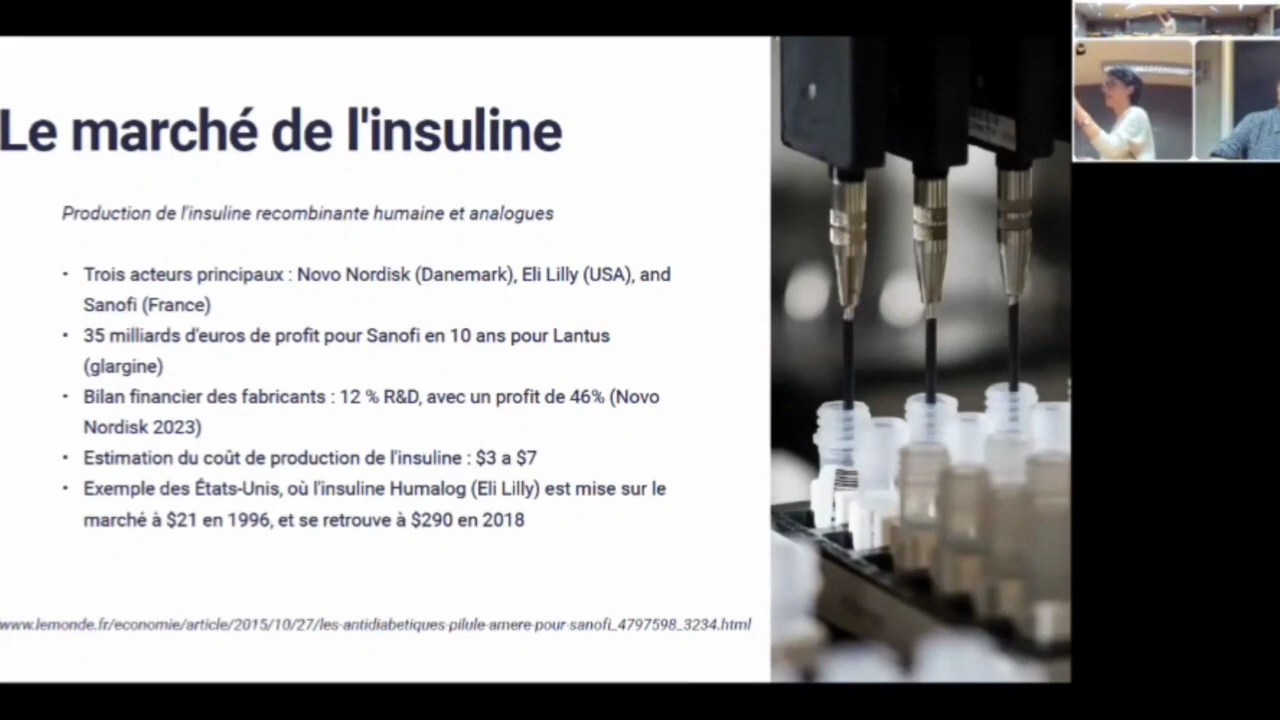 Le marché de l'insuline
Production de l'insuline recombinante humaine et analogues
• Trois acteurs principaux : Novo Nordisk (Danemark), Eli Lilly (USA), and
Sanofi (France)
• 35 milliards d'euros de profit pour Sanofi en 10 ans pour Lantus
(glargine)
• Bilan financier des fabricants : 12 % R&D, avec un profit de 46% (Novo
Nordisk 2023)
• Estimation du coût de production de l'insuline : $3 a $7
• Exemple des États-Unis, où l'insuline Humalog (Eli Lilly) est mise sur le
marché à $21 en 1996, et se retrouve à $290 en 2018
www.lemonde.fr/economie/article/2015/10/27/les-antidiabetiques-pilule-amere-pour-sanofi_4797598_3234.html